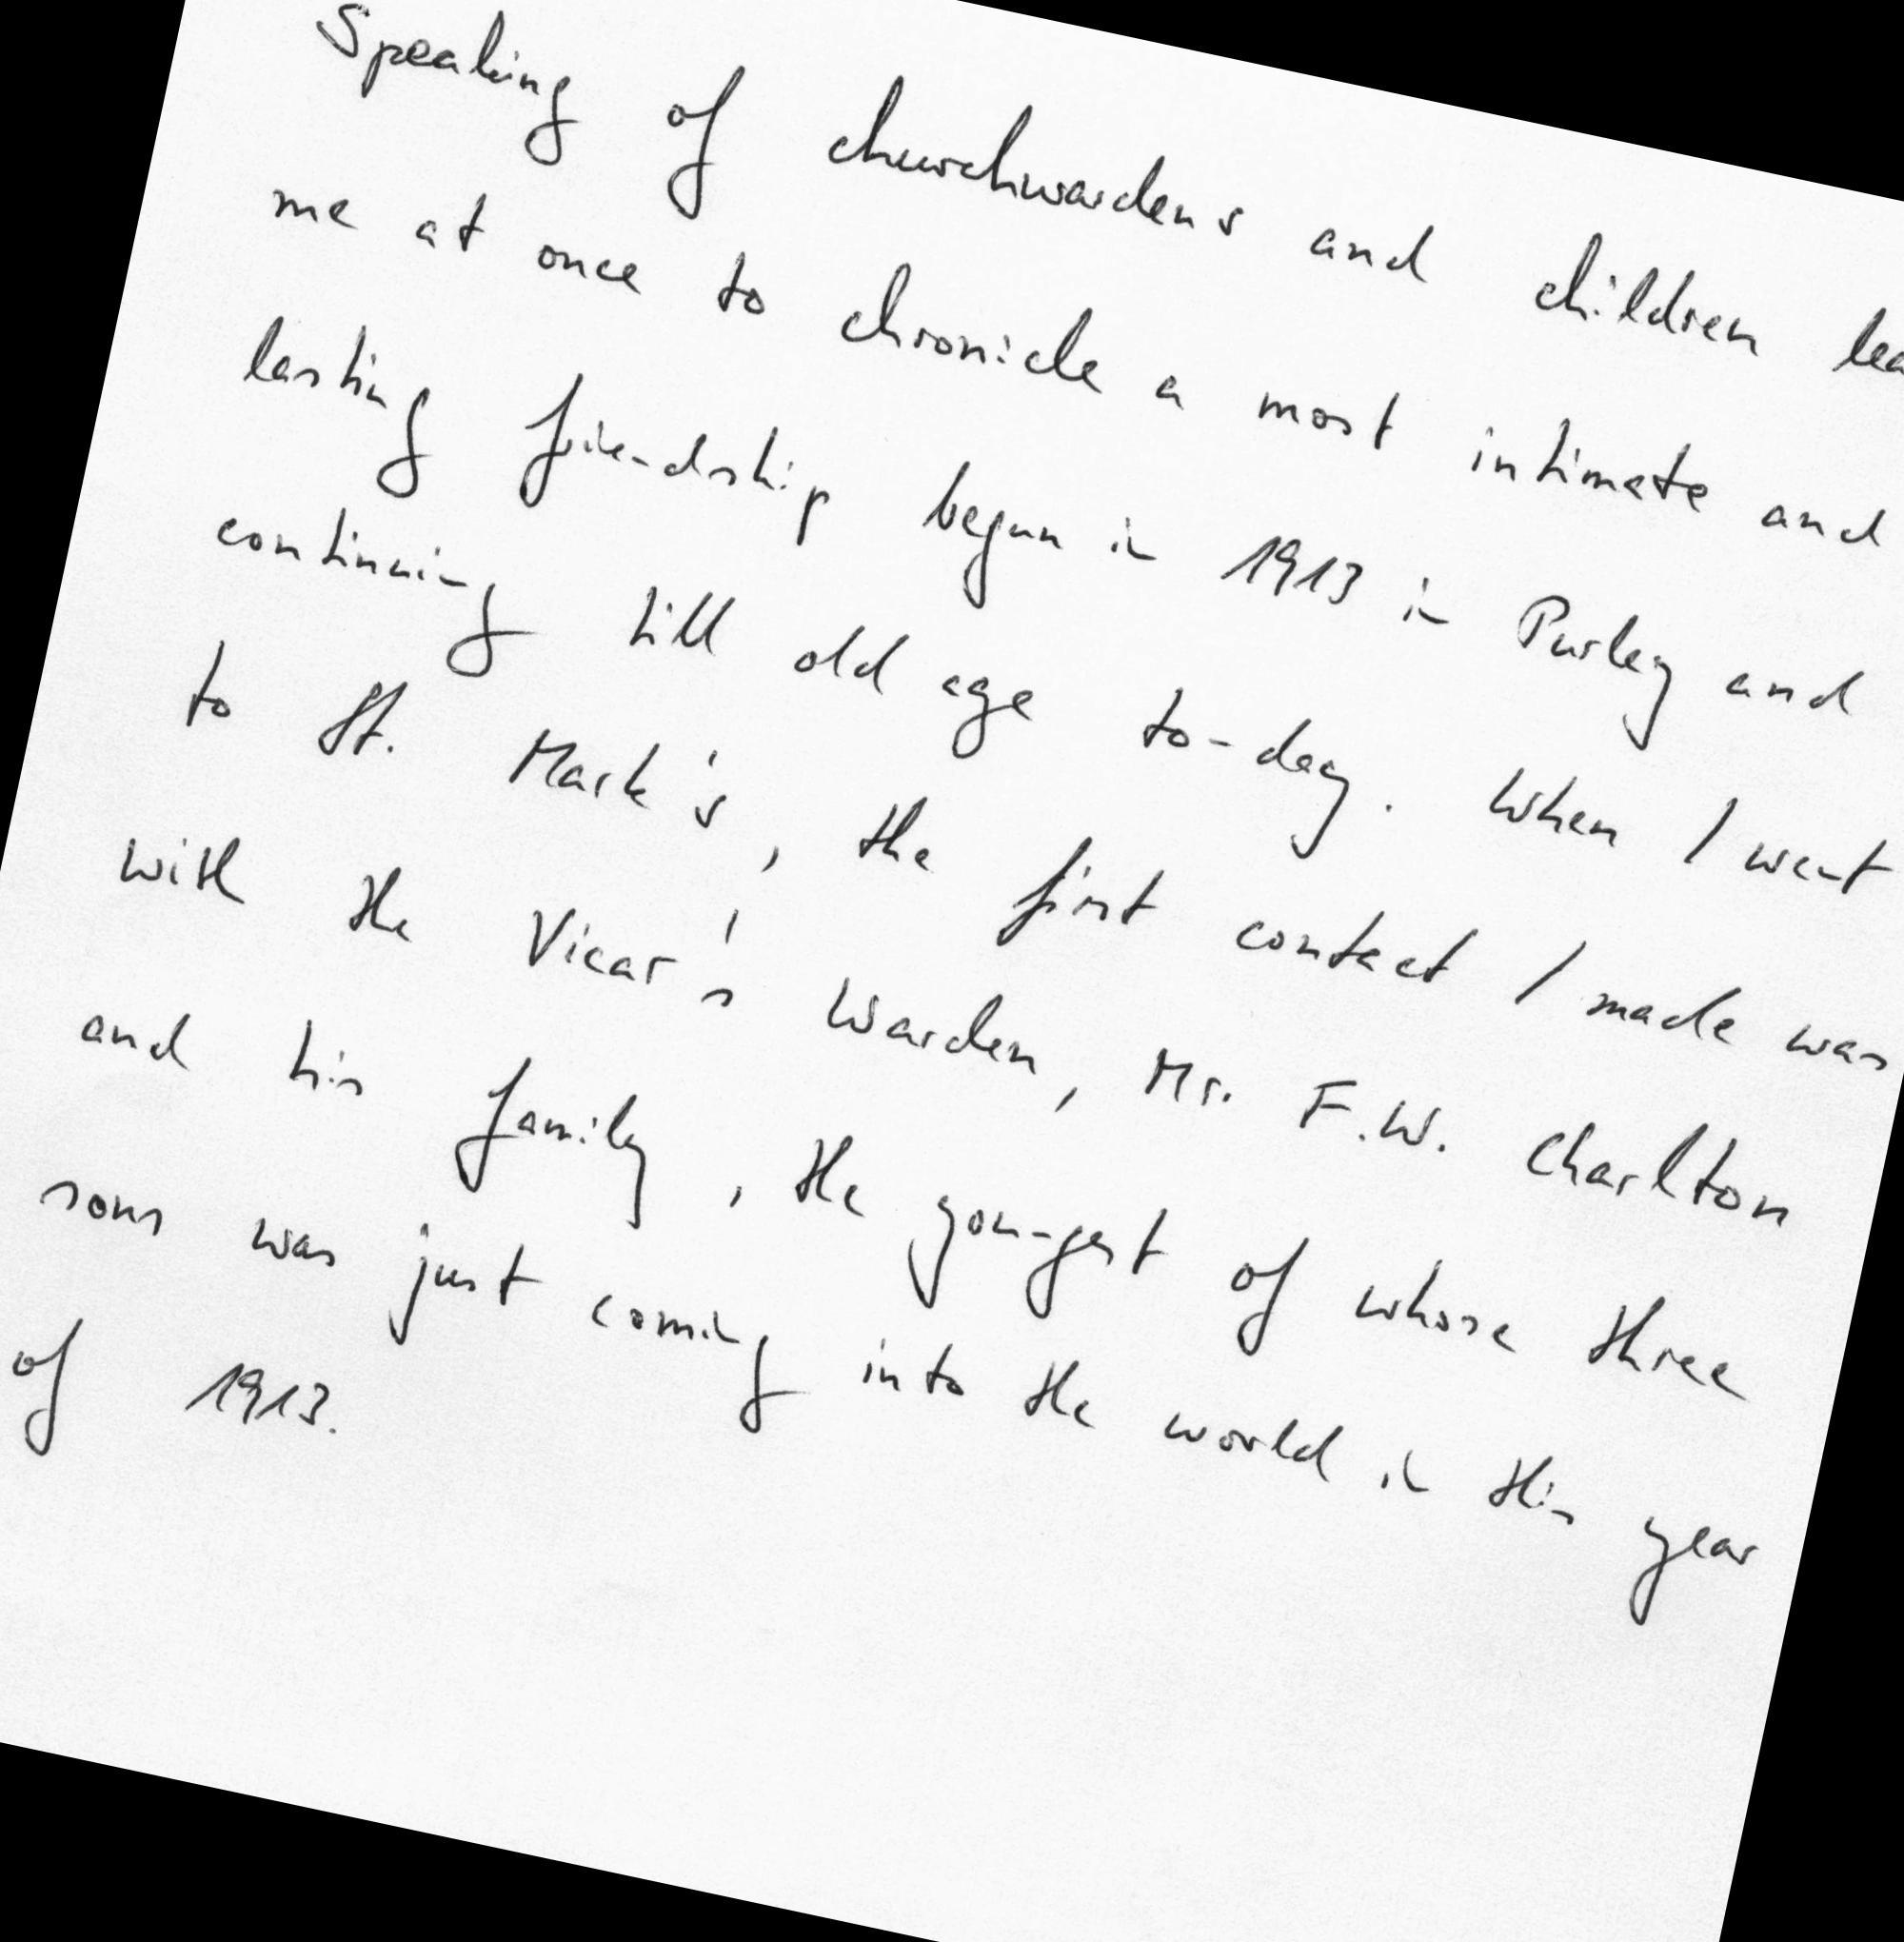 Speaking of churchwardens and children
me at once to chronicle a most intimate and
lasting friendship begun in 1913 in Purley and
continuing till old age to-day. When I went
to St. Mark's, the first contact I made was
with the Vicar's Warden, Mr. F.W. Charlton
and his family, the youngest of whose three
sons was just coming into the world in this year
of 1913.